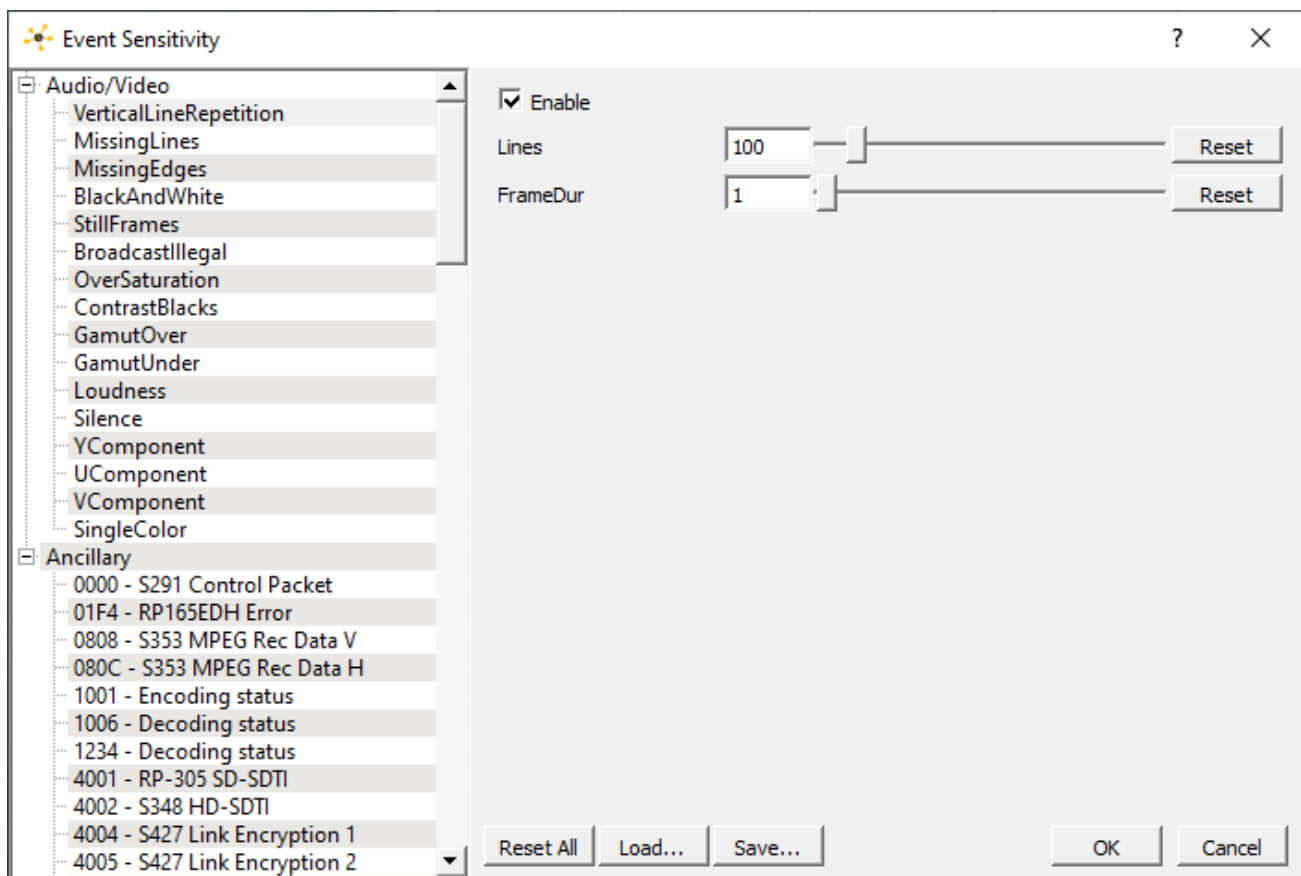 Event Sensitivity
?
Audio/Video
VerticalLineRepetition
MissingLines
MissingEdges
BlackAndWhite
StillFrames
BroadcastIllegal
OverSaturation
ContrastBlacks
GamutOver
GamutUnder
Loudness
Silence
YComponent
UComponent
VComponent
SingleColor
Ancillary
0000 - S291 Control Packet
01F4 - RP165EDH Error
0808 - S353 MPEG Rec Data V
080C - S353 MPEG Rec Data H
1001 - Encoding status
1006 - Decoding status
1234 - Decoding status
4001 - RP-305 SD-SDTI
4002 - S348 HD-SDTI
4004 - S427 Link Encryption 1
4005 - S427 Link Encryption 2
Enable
Lines 100 Reset
FrameDur 1 Reset
Reset All Load... Save... OK Cancel